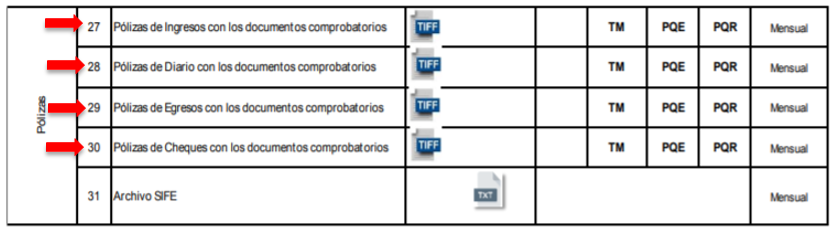 Pólizas
27 Pólizas de Ingresos con los documentos comprobatorios TIFF TM PQE PQR Mensual
28 Pólizas de Diario con los documentos comprobatorios TIFF TM PQE PQR Mensual
29 Pólizas de Egresos con los documentos comprobatorios TIFF TM PQE PQR Mensual
30 Pólizas de Cheques con los documentos comprobatorios TIFF TM PQE PQR Mensual
31 Archivo SIFE TXT Mensual